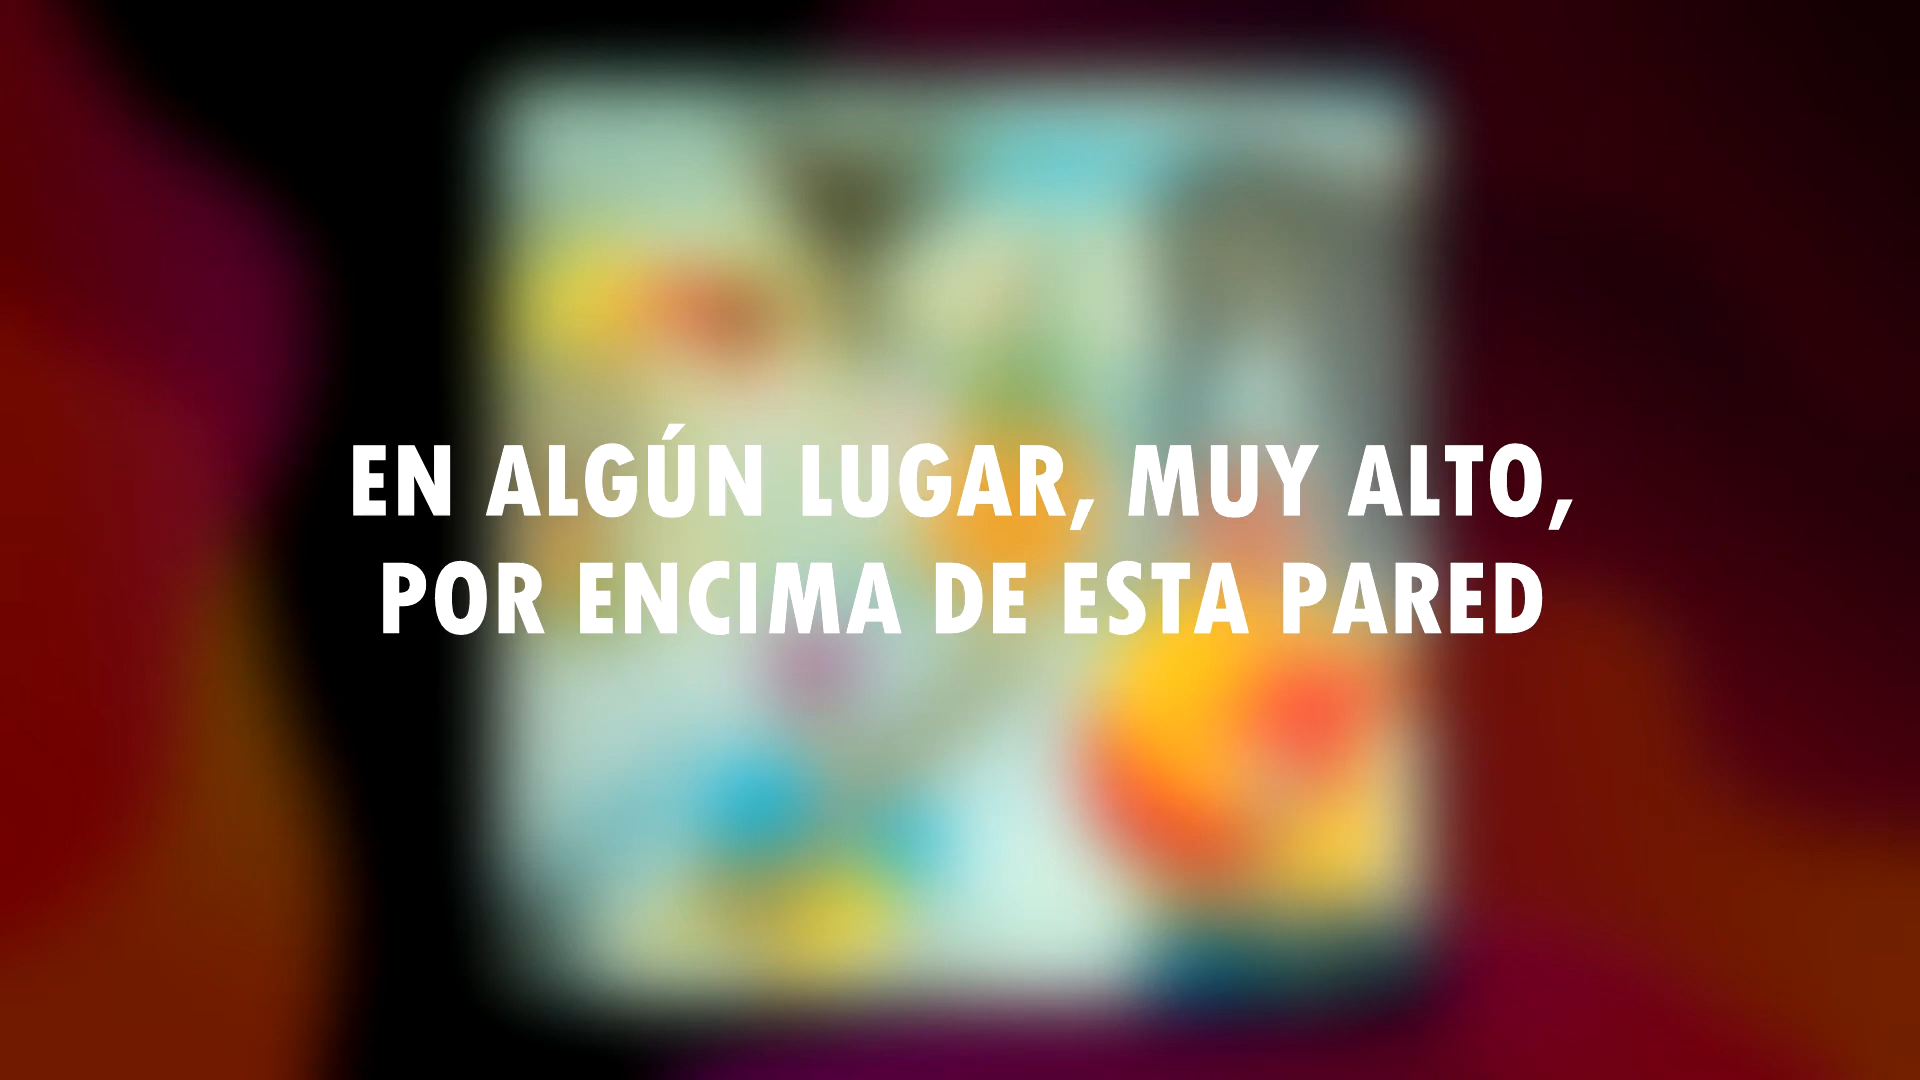 EN ALGÚN LUGAR, MUY ALTO,
POR ENCIMA DE ESTA PARED